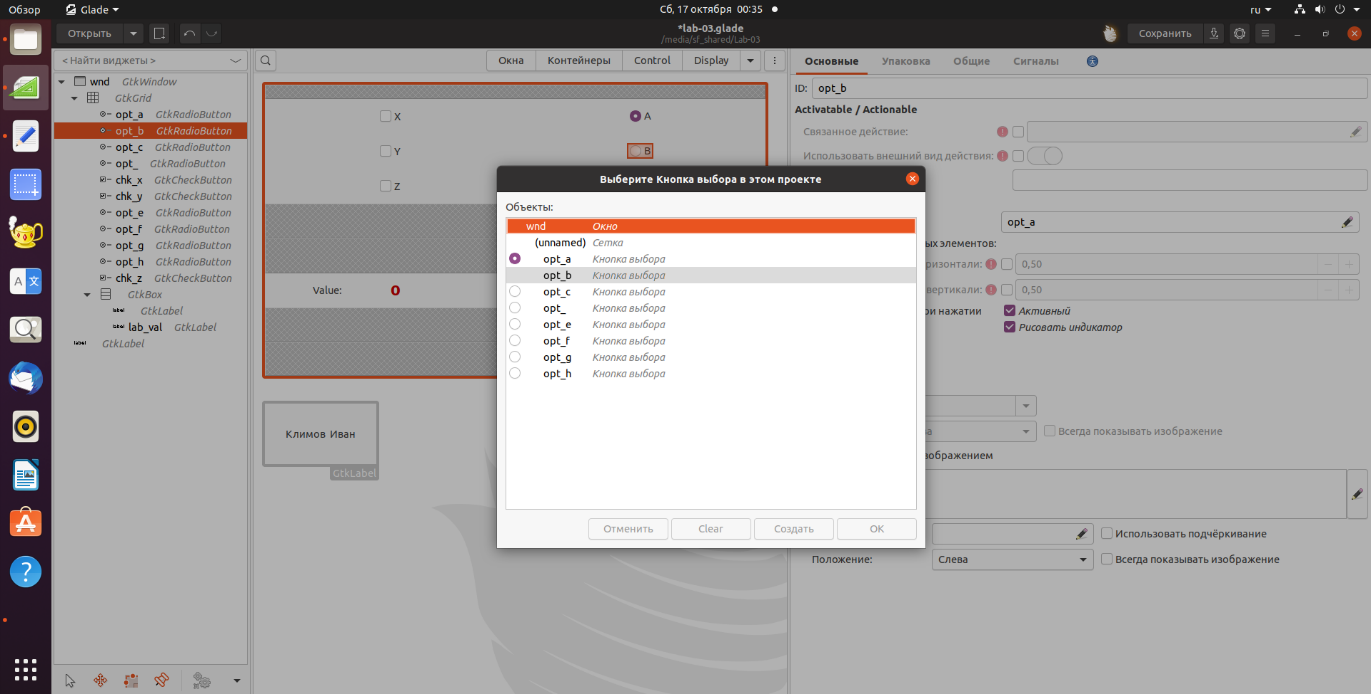 Обзор
Glade
Сб, 17 октября 00:35
ru
Открыть
*lab-03.glade
/media/sf_shared/Lab-03
Сохранить
< Найти виджеты >
Окна
Контейнеры
Control
Display
wnd GtkWindow
GtkGrid
opt_a GtkRadioButton
opt_b GtkRadioButton
opt_c GtkRadioButton
opt_ GtkRadioButton
chk_x GtkCheckButton
chk_y GtkCheckButton
opt_e GtkRadioButton
opt_f GtkRadioButton
opt_g GtkRadioButton
opt_h GtkRadioButton
chk_z GtkCheckButton
GtkBox
GtkLabel
lab_val GtkLabel
GtkLabel
X
A
Y
B
Z
Value:
0
Климов Иван
GtkLabel
Выберите Кнопка выбора в этом проекте
Объекты:
wnd Окно
(unnamed) Сетка
opt_a Кнопка выбора
opt_b Кнопка выбора
opt_c Кнопка выбора
opt_ Кнопка выбора
opt_e Кнопка выбора
opt_f Кнопка выбора
opt_g Кнопка выбора
opt_h Кнопка выбора
Отменить
Clear
Создать
ОК
Основные
Упаковка
Общие
Сигналы
ID: opt_b
Activatable / Actionable
Связанное действие:
Использовать внешний вид действия:
opt_a
ых элементов:
ризонтали: 0,50
вертикали: 0,50
ри нажатии
Активный
Рисовать индикатор
а
Всегда показывать изображение
зображением
Использовать подчёркивание
Положение: Слева
Всегда показывать изображение